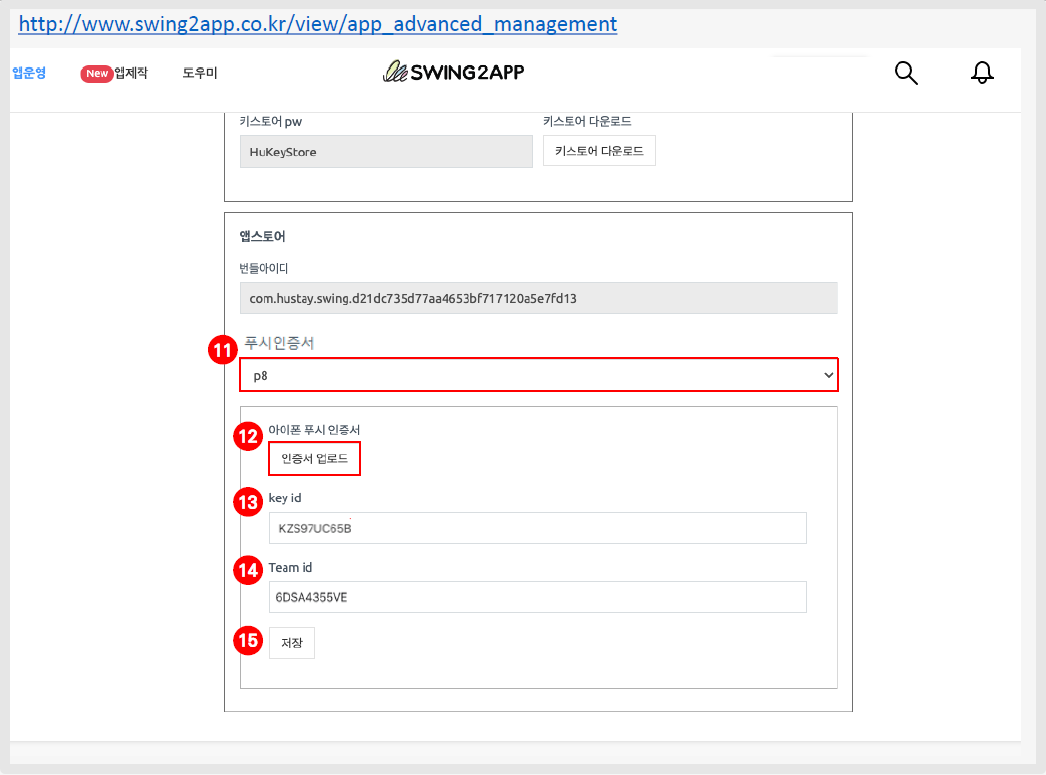 http://www.swing2app.co.kr/view/app_advanced_management
앱운영 New 앱제작 도우미 SWING2APP
키스토어 pw 키스토어 다운로드
HuKeyStore 키스토어 다운로드
앱스토어
번들아이디
com.hustay.swing.d21dc735d77aa4653bf717120a5e7fd13
11 푸시인증서
p8
12 아이폰 푸시 인증서
인증서 업로드
13 key id
KZS97UC65B
14 Team id
6DSA4355VE
15 저장